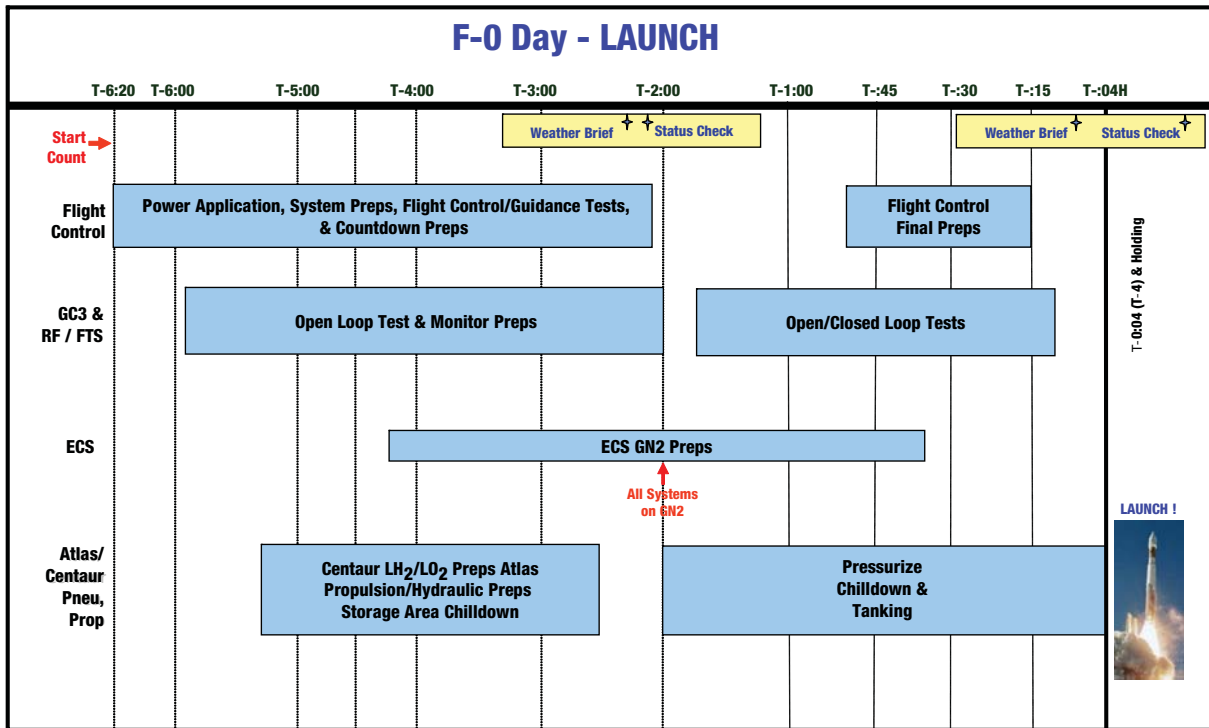 F-0 Day - LAUNCH
T-6:20 T-6:00 T-5:00 T-4:00 T-3:00 T-2:00 T-1:00 T-:45 T-:30 T-:15 T-:04H
Start
Count
Weather Brief Status Check
Weather Brief Status Check
Flight
Control
Power Application, System Preps, Flight Control/Guidance Tests,
& Countdown Preps
Flight Control
Final Preps
T-0:04 (T-4) & Holding
GC3 &
RF / FTS
Open Loop Test & Monitor Preps
Open/Closed Loop Tests
ECS
ECS GN2 Preps
All Systems
on GN2
LAUNCH !
Atlas/
Centaur
Pneu,
Prop
Centaur LH₂/LO₂ Preps Atlas
Propulsion/Hydraulic Preps
Storage Area Chilldown
Pressurize
Chilldown &
Tanking